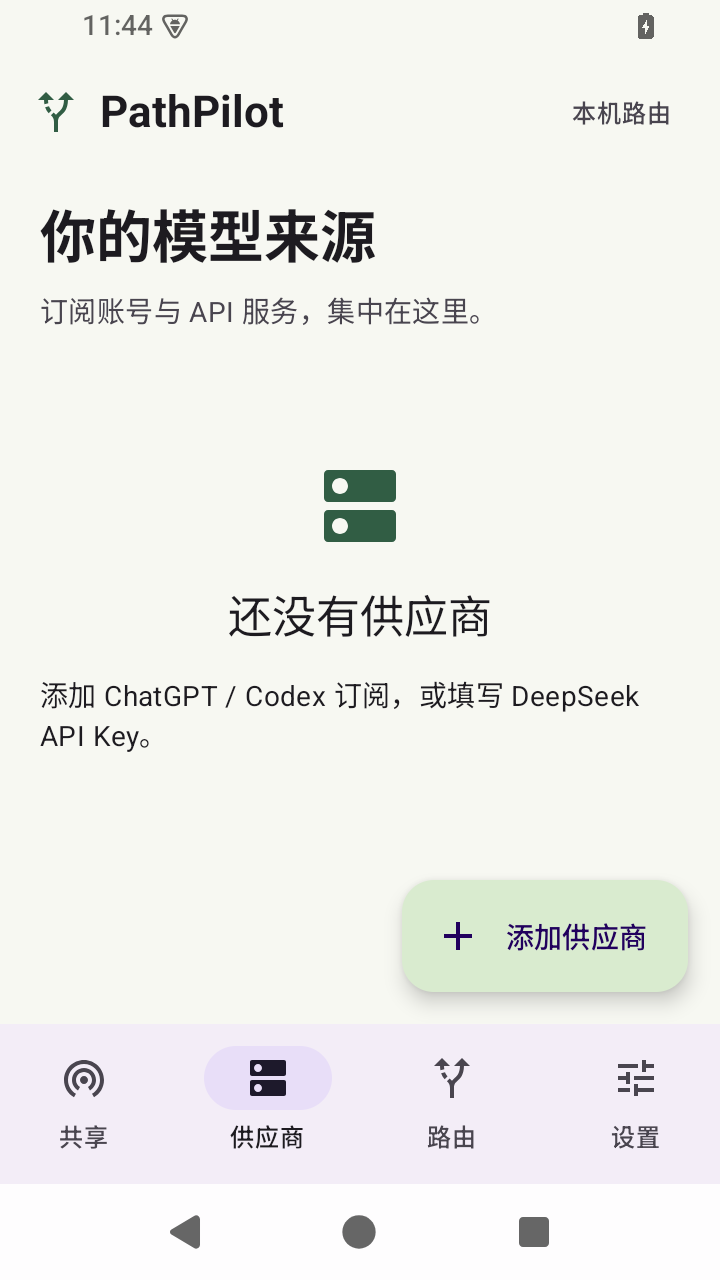 11:44
PathPilot
本机路由
你的模型来源
订阅账号与 API 服务，集中在这里。
还没有供应商
添加 ChatGPT / Codex 订阅，或填写 DeepSeek
API Key。
添加供应商
共享
供应商
路由
设置